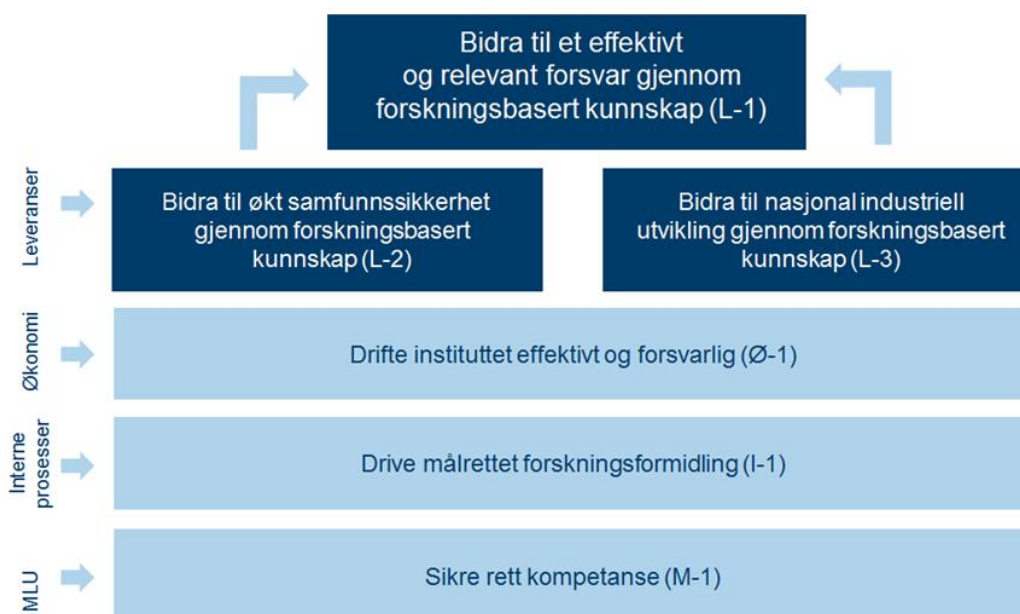 Bidra til et effektivt
og relevant forsvar gjennom
forskningsbasert kunnskap (L-1)
Leveranser
Bidra til økt samfunnssikkerhet
gjennom forskningsbasert
kunnskap (L-2)
Bidra til nasjonal industriell
utvikling gjennom forskningsbasert
kunnskap (L-3)
Økonomi
Drifte instituttet effektivt og forsvarlig (Ø-1)
Interne
prosesser
Drive målrettet forskningsformidling (I-1)
MLU
Sikre rett kompetanse (M-1)